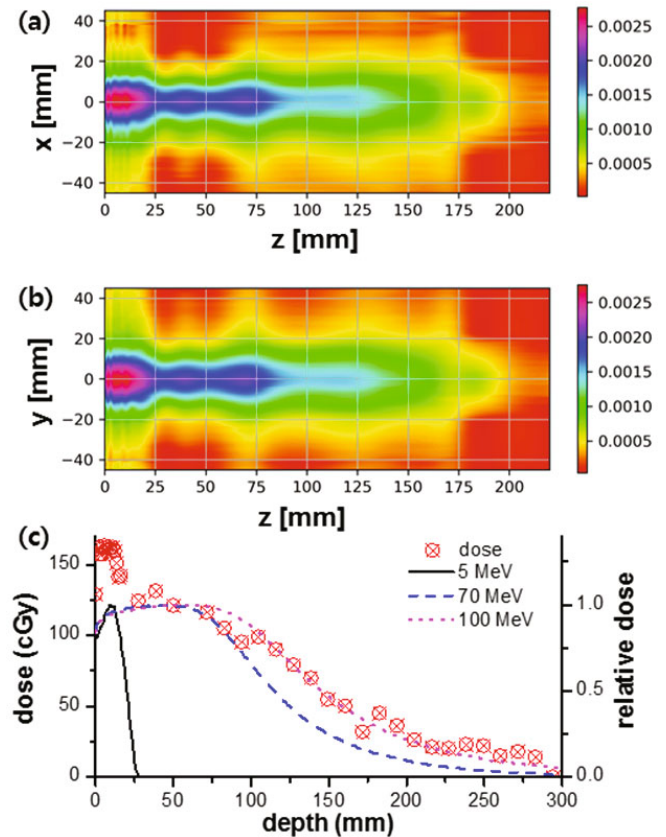 (a)
40
20
0
−20
−40
x [mm]
0 25 50 75 100 125 150 175 200
z [mm]
0.0025
0.0020
0.0015
0.0010
0.0005
(b)
40
20
0
−20
−40
y [mm]
0 25 50 75 100 125 150 175 200
z [mm]
0.0025
0.0020
0.0015
0.0010
0.0005
(c)
150
100
50
0
dose (cGy)
dose
5 MeV
70 MeV
100 MeV
1.0
0.5
0.0
relative dose
0 50 100 150 200 250 300
depth (mm)